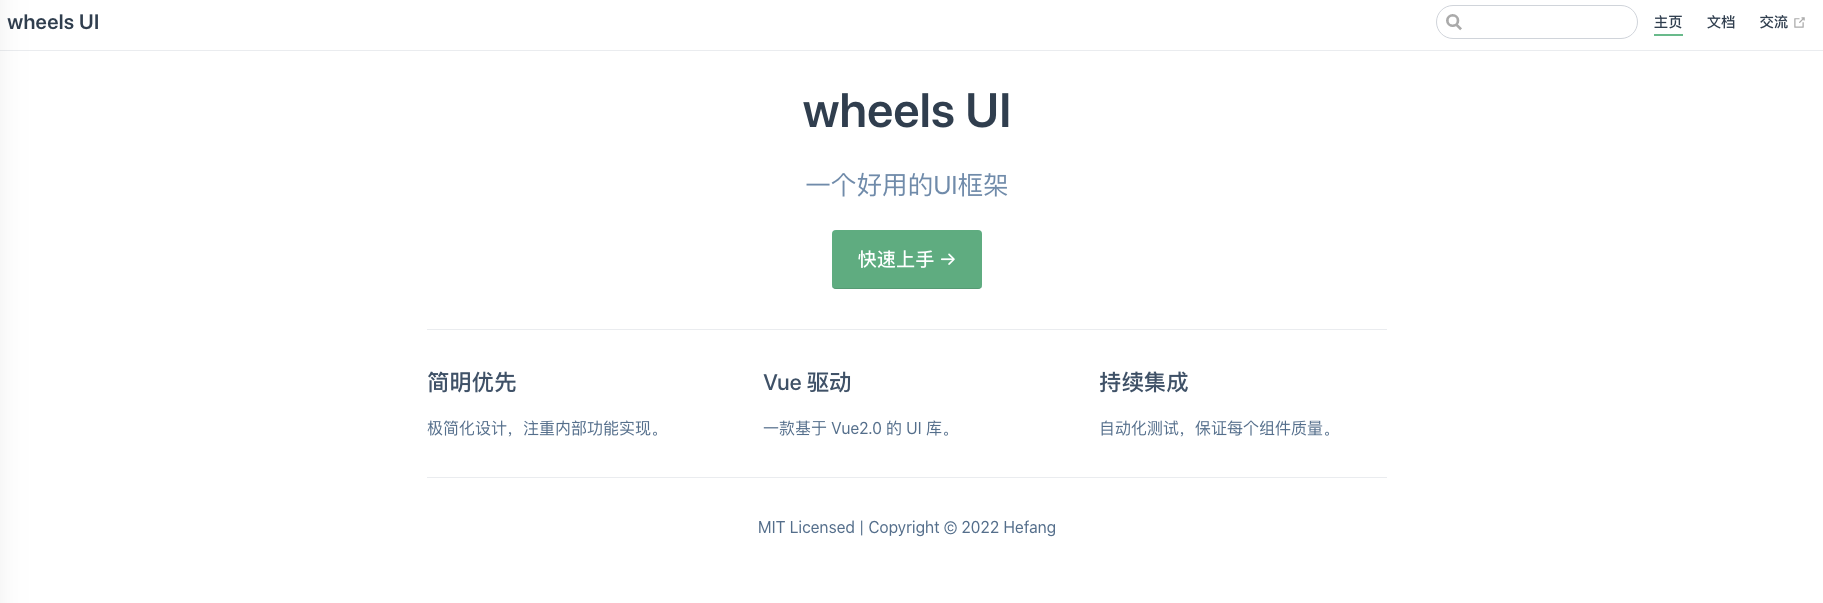 wheels UI
主页 文档 交流
wheels UI
一个好用的UI框架
快速上手 →
简明优先
极简化设计，注重内部功能实现。
Vue 驱动
一款基于 Vue2.0 的 UI 库。
持续集成
自动化测试，保证每个组件质量。
MIT Licensed | Copyright © 2022 Hefang